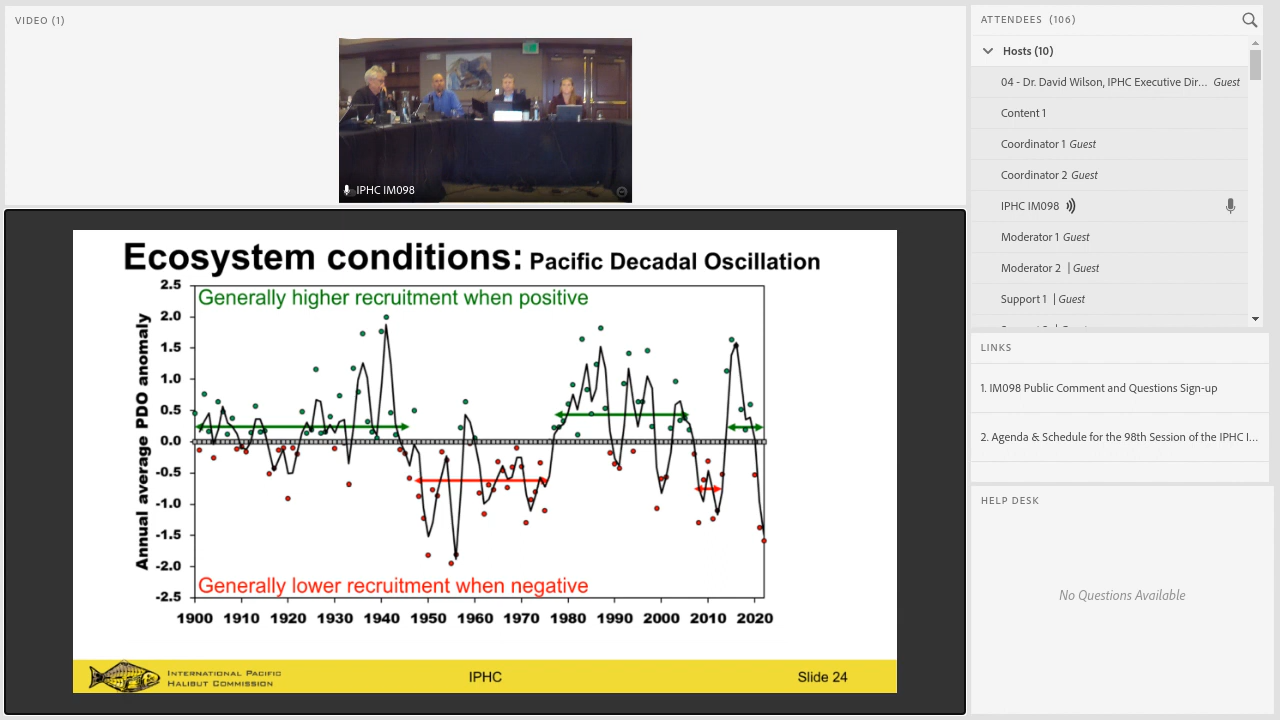 VIDEO (1)
IPHC IM098
Ecosystem conditions: Pacific Decadal Oscillation
Generally higher recruitment when positive
Annual average PDO anomaly
2.5
2.0
1.5
1.0
0.5
0.0
-0.5
-1.0
-1.5
-2.0
-2.5
Generally lower recruitment when negative
1900 1910 1920 1930 1940 1950 1960 1970 1980 1990 2000 2010 2020
INTERNATIONAL PACIFIC
HALIBUT COMMISSION
IPHC
Slide 24
ATTENDEES (106)
Hosts (10)
04 - Dr. David Wilson, IPHC Executive Dir... Guest
Content 1
Coordinator 1 Guest
Coordinator 2 Guest
IPHC IM098
Moderator 1 Guest
Moderator 2 | Guest
Support 1 | Guest
LINKS
1. IM098 Public Comment and Questions Sign-up
2. Agenda & Schedule for the 98th Session of the IPHC I...
HELP DESK
No Questions Available